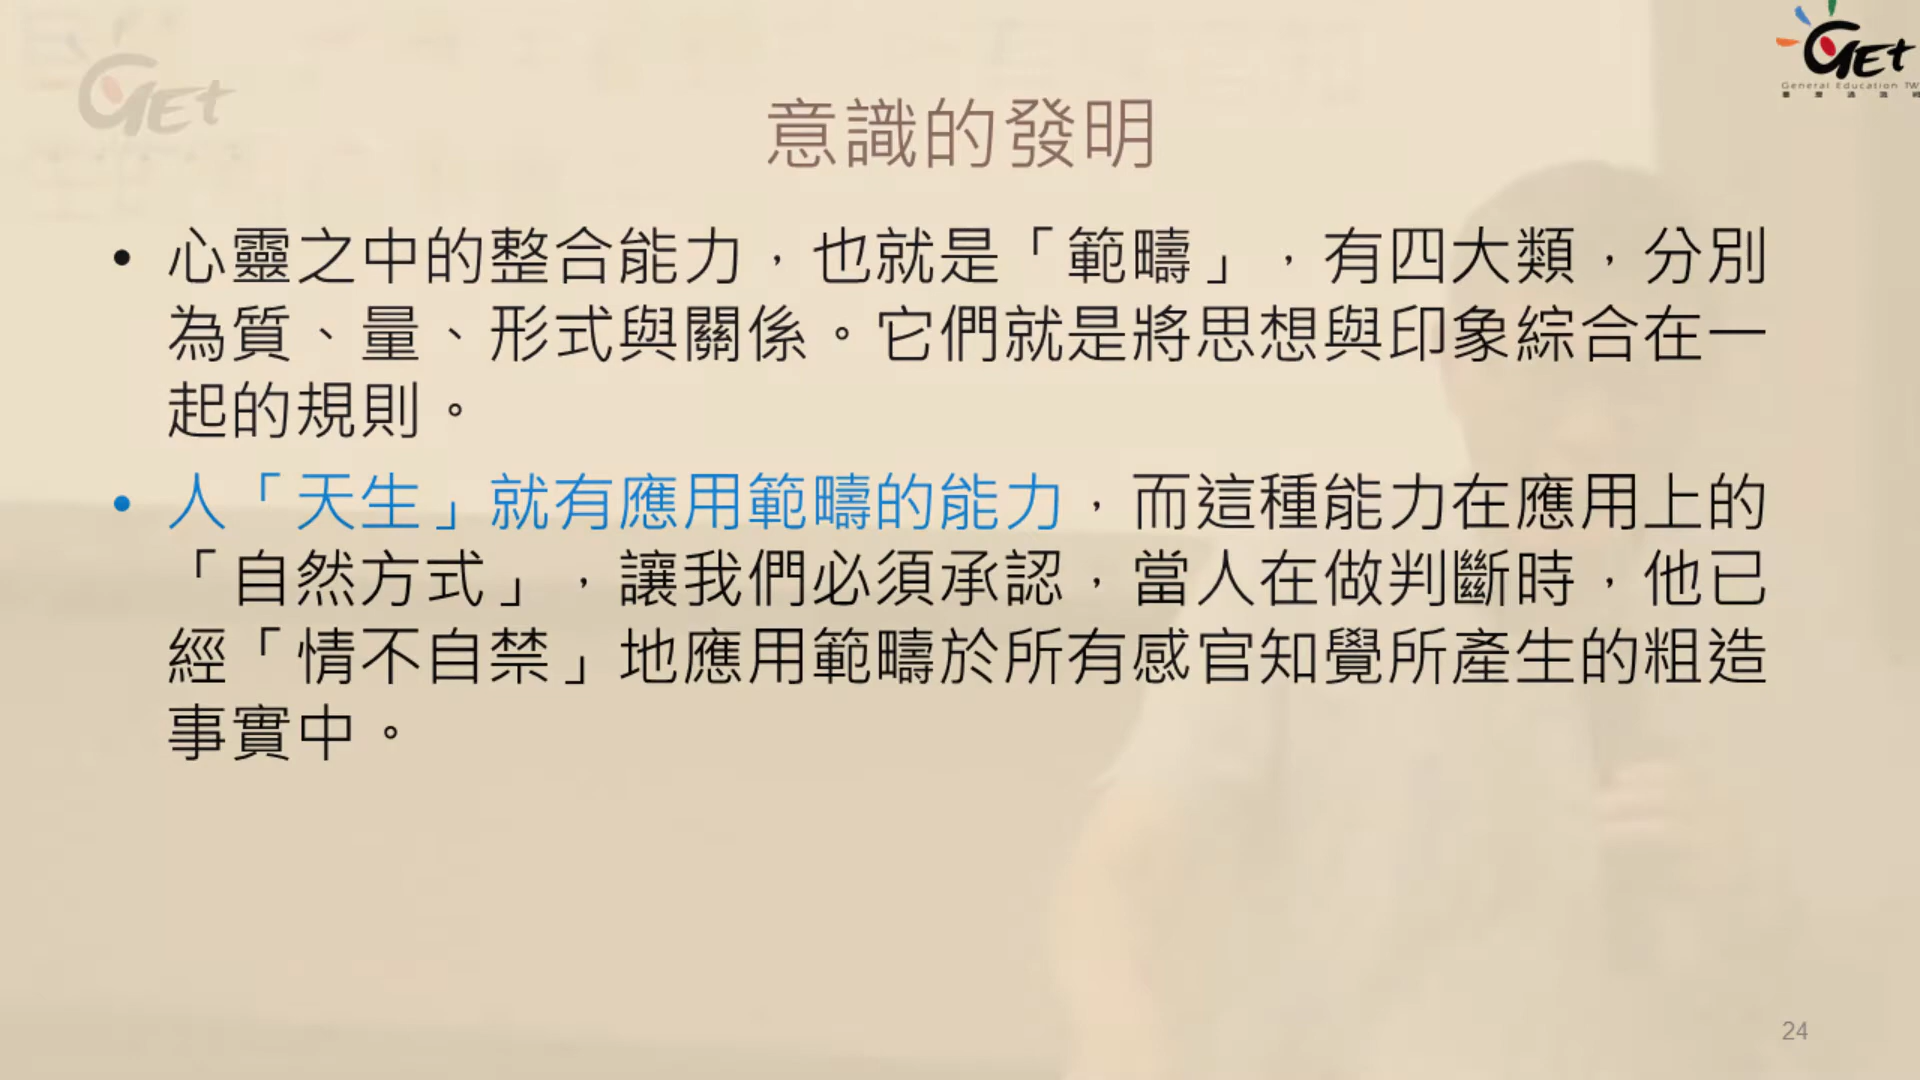 GEt
GEt
General Education TW
意識的發明
• 心靈之中的整合能力，也就是「範疇」，有四大類，分別
為質、量、形式與關係。它們就是將思想與印象綜合在一
起的規則。
• 人「天生」就有應用範疇的能力，而這種能力在應用上的
「自然方式」，讓我們必須承認，當人在做判斷時，他已
經「情不自禁」地應用範疇於所有感官知覺所產生的粗造
事實中。
24